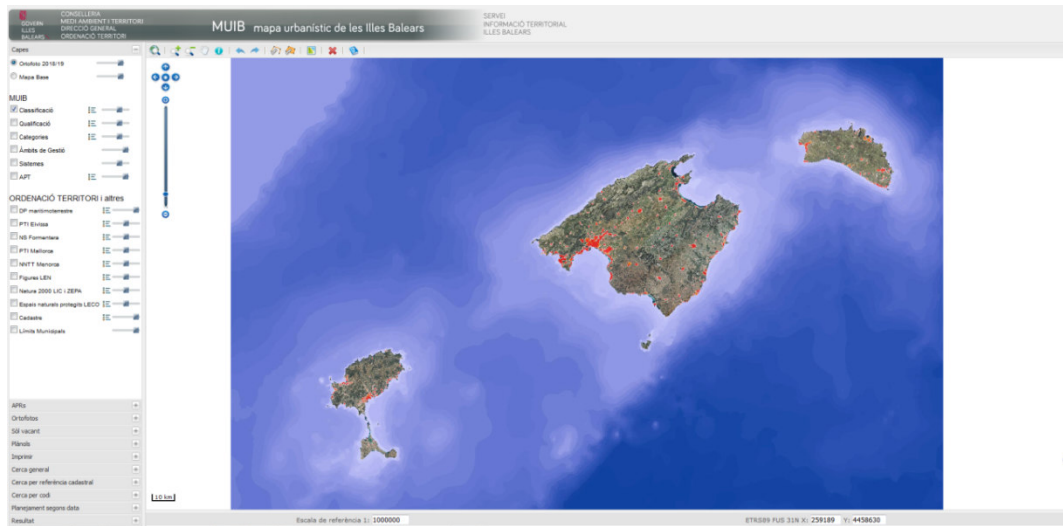 GOVERN
ILLES
BALEARS
CONSELLERIA
MEDI AMBIENT I TERRITORI
DIRECCIÓ GENERAL
ORDENACIÓ TERRITORI
MUIB mapa urbanístic de les Illes Balears
SERVEI
INFORMACIÓ TERRITORIAL
ILLES BALEARS
Capes
Ortofoto 2018/19
Mapa Base
MUIB
Classificació
Qualificació
Categories
Àmbits de Gestió
Sistemes
APT
ORDENACIÓ TERRITORI i altres
DP maritimoterrestre
PTI Eivissa
NS Formentera
PTI Mallorca
NNTT Menorca
Figures LEN
Natura 2000 LIC i ZEPA
Espais naturals protegits LECO
Cadastre
Límits Municipals
APRs
Ortofotos
Sòl vacant
Plànols
Imprimir
Cerca general
Cerca per referència cadastral
Cerca per codi
Planejament segons data
Resultat
10 km
Escala de referència 1: 1000000
ETRS89 FUS 31N X: 259189 Y: 4458630